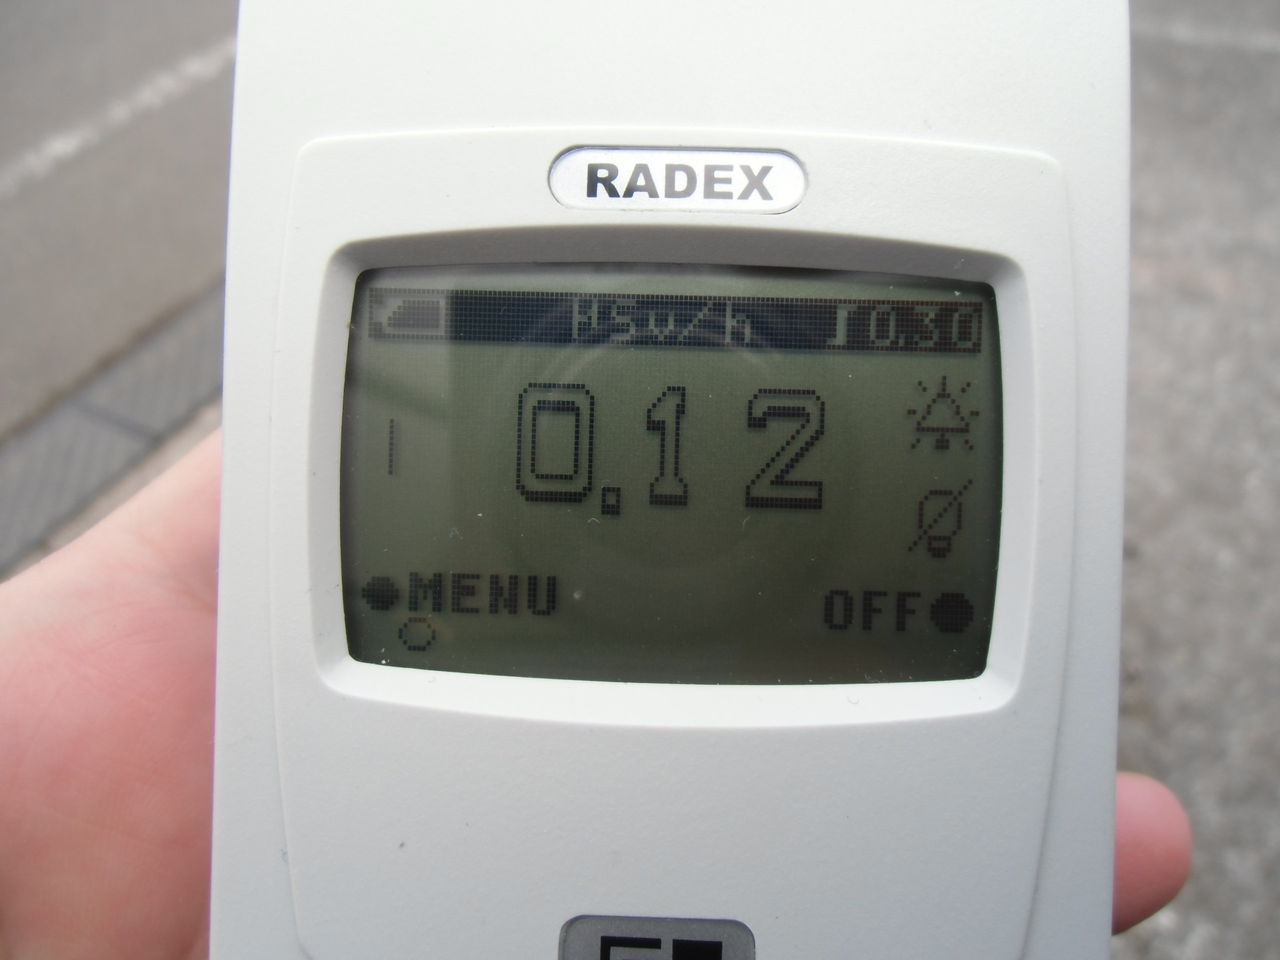 RADEX
µSv/h 0.30
0.12
MENU OFF